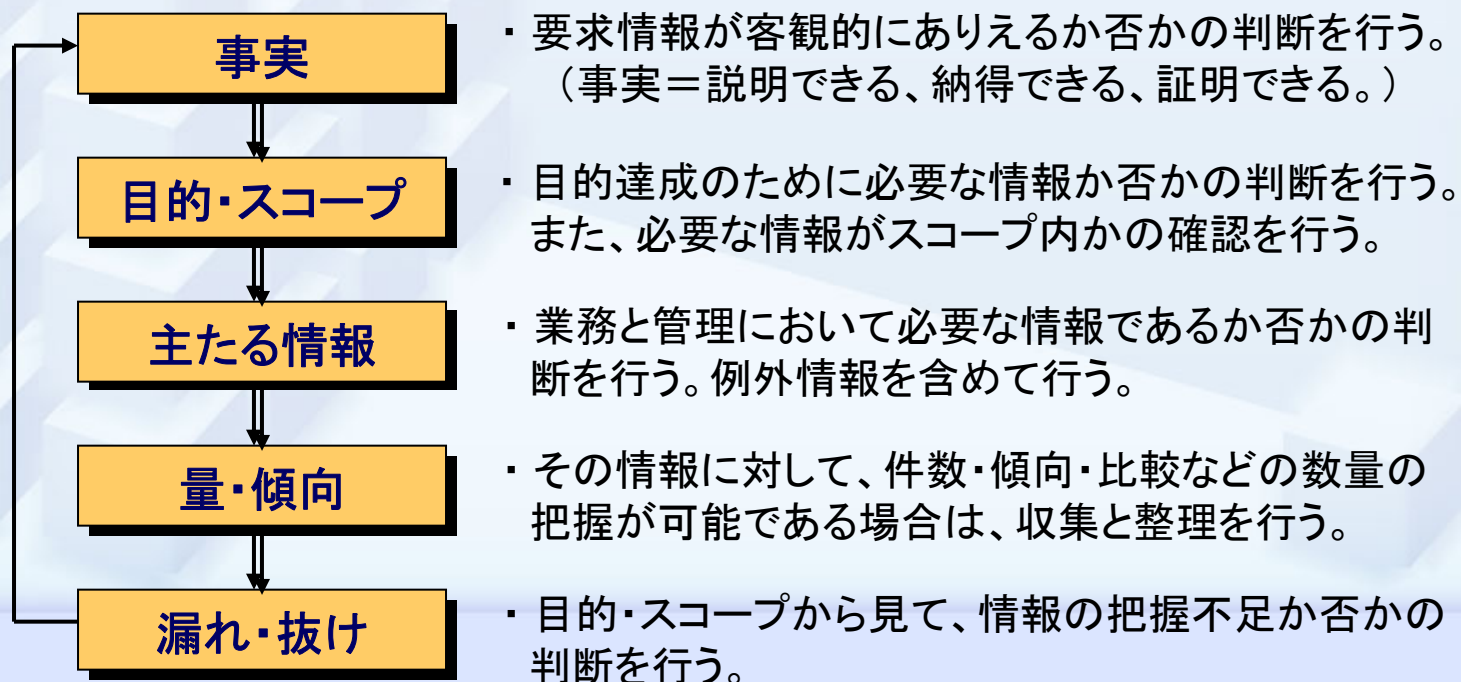 事実
・要求情報が客観的にありえるか否かの判断を行う。
（事実＝説明できる、納得できる、証明できる。）
目的・スコープ
・目的達成のために必要な情報か否かの判断を行う。
また、必要な情報がスコープ内かの確認を行う。
主たる情報
・業務と管理において必要な情報であるか否かの判
断を行う。例外情報を含めて行う。
量・傾向
・その情報に対して、件数・傾向・比較などの数量の
把握が可能である場合は、収集と整理を行う。
漏れ・抜け
・目的・スコープから見て、情報の把握不足か否かの
判断を行う。